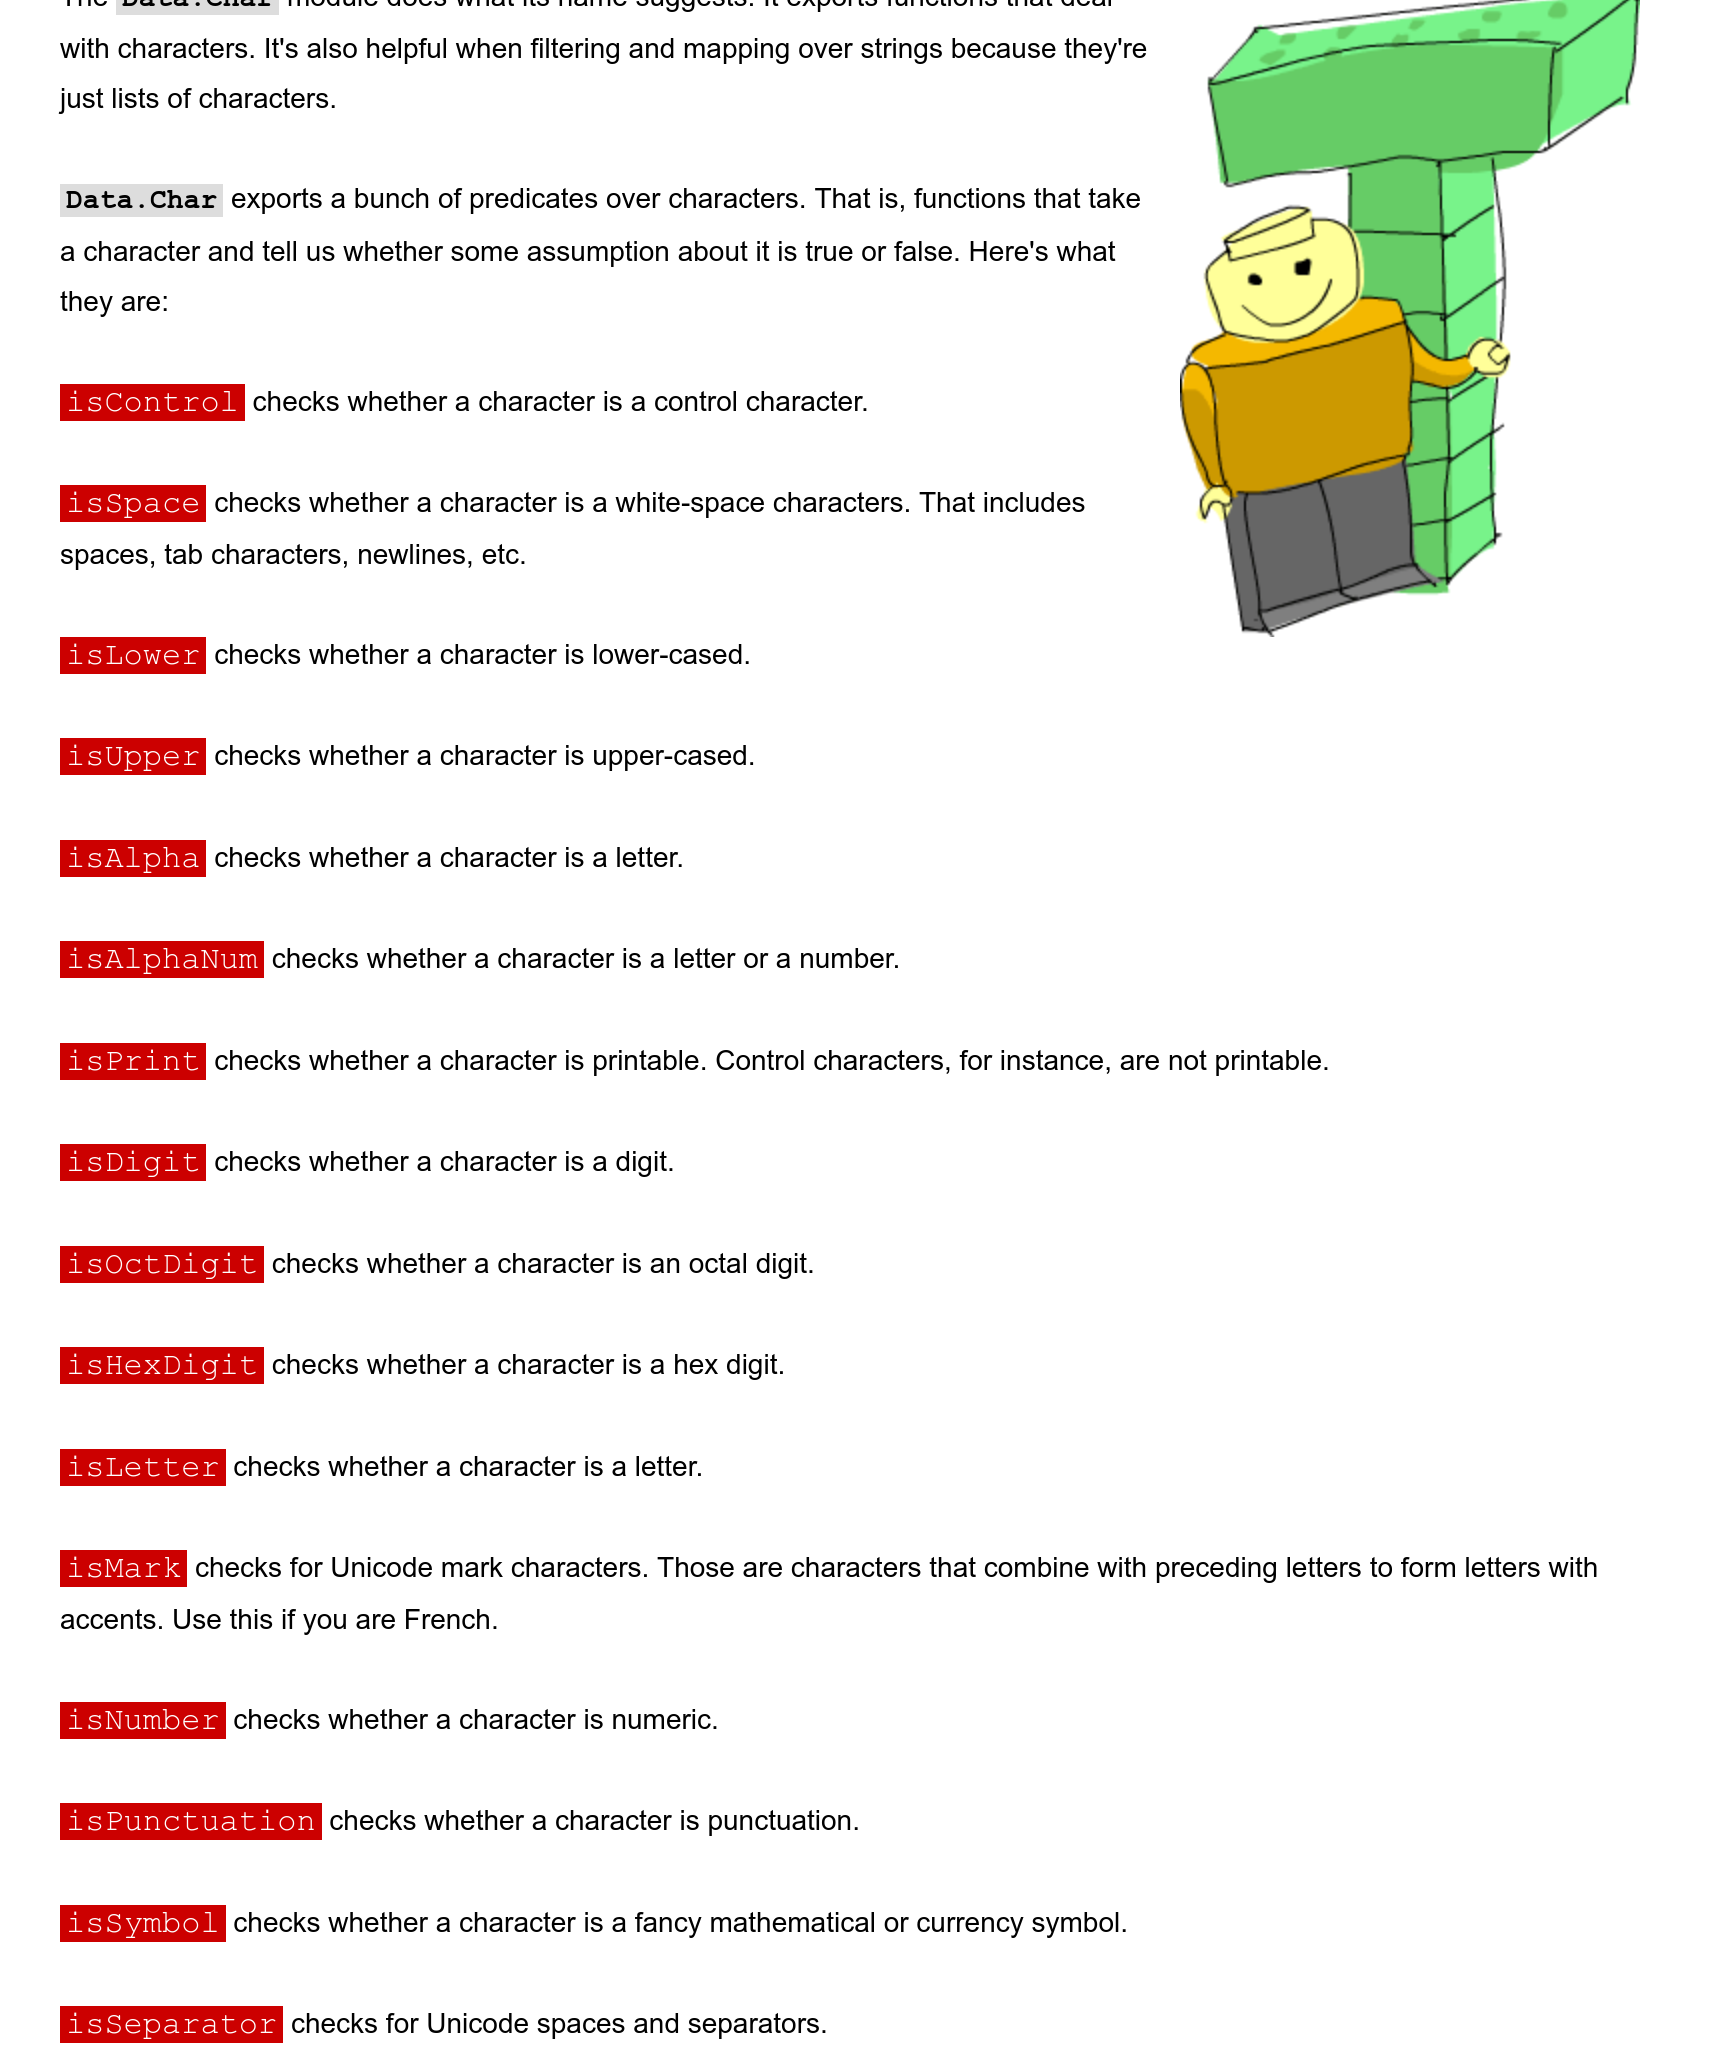 The Data.Char module does what its name suggests. It exports functions that deal
with characters. It's also helpful when filtering and mapping over strings because they're
just lists of characters.
Data.Char exports a bunch of predicates over characters. That is, functions that take
a character and tell us whether some assumption about it is true or false. Here's what
they are:
isControl checks whether a character is a control character.
isSpace checks whether a character is a white-space characters. That includes
spaces, tab characters, newlines, etc.
isLower checks whether a character is lower-cased.
isUpper checks whether a character is upper-cased.
isAlpha checks whether a character is a letter.
isAlphaNum checks whether a character is a letter or a number.
isPrint checks whether a character is printable. Control characters, for instance, are not printable.
isDigit checks whether a character is a digit.
isOctDigit checks whether a character is an octal digit.
isHexDigit checks whether a character is a hex digit.
isLetter checks whether a character is a letter.
isMark checks for Unicode mark characters. Those are characters that combine with preceding letters to form letters with
accents. Use this if you are French.
isNumber checks whether a character is numeric.
isPunctuation checks whether a character is punctuation.
isSymbol checks whether a character is a fancy mathematical or currency symbol.
isSeparator checks for Unicode spaces and separators.